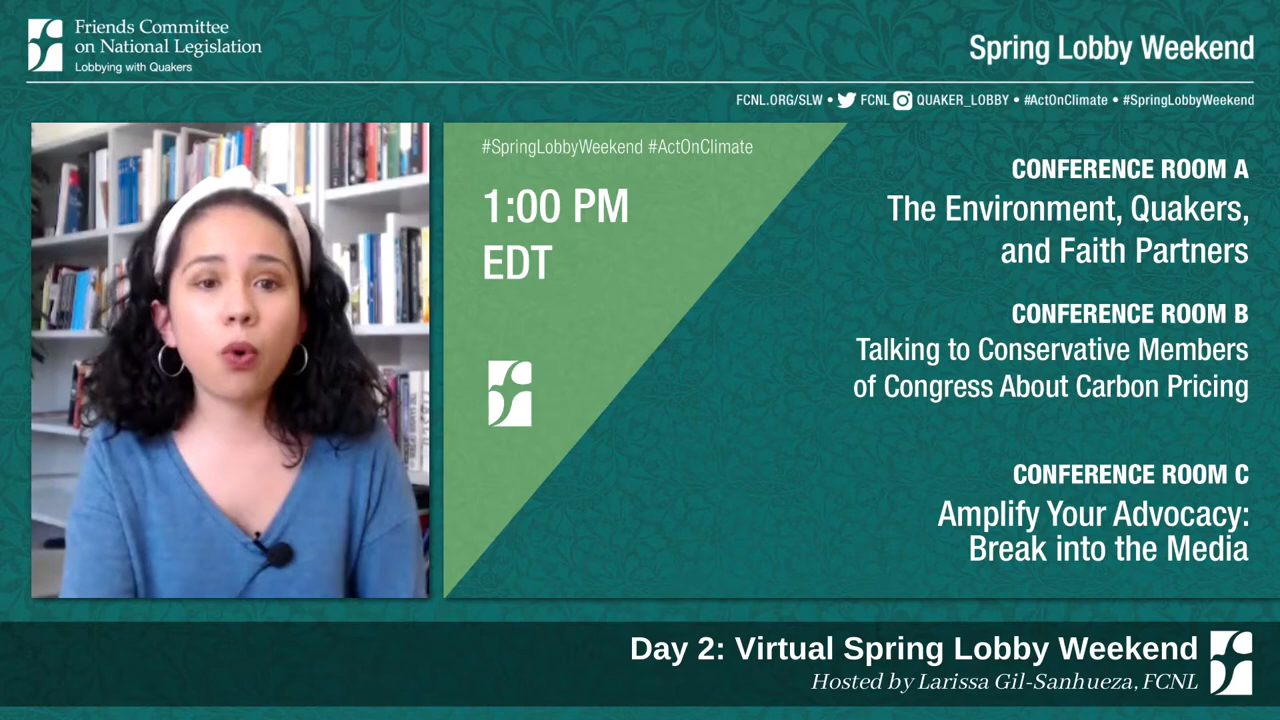 Friends Committee
on National Legislation
Lobbying with Quakers
Spring Lobby Weekend
FCNL.ORG/SLW • FCNL QUAKER_LOBBY • #ActOnClimate • #SpringLobbyWeekend
#SpringLobbyWeekend #ActOnClimate
1:00 PM
EDT
CONFERENCE ROOM A
The Environment, Quakers,
and Faith Partners
CONFERENCE ROOM B
Talking to Conservative Members
of Congress About Carbon Pricing
CONFERENCE ROOM C
Amplify Your Advocacy:
Break into the Media
Day 2: Virtual Spring Lobby Weekend
Hosted by Larissa Gil-Sanhueza, FCNL